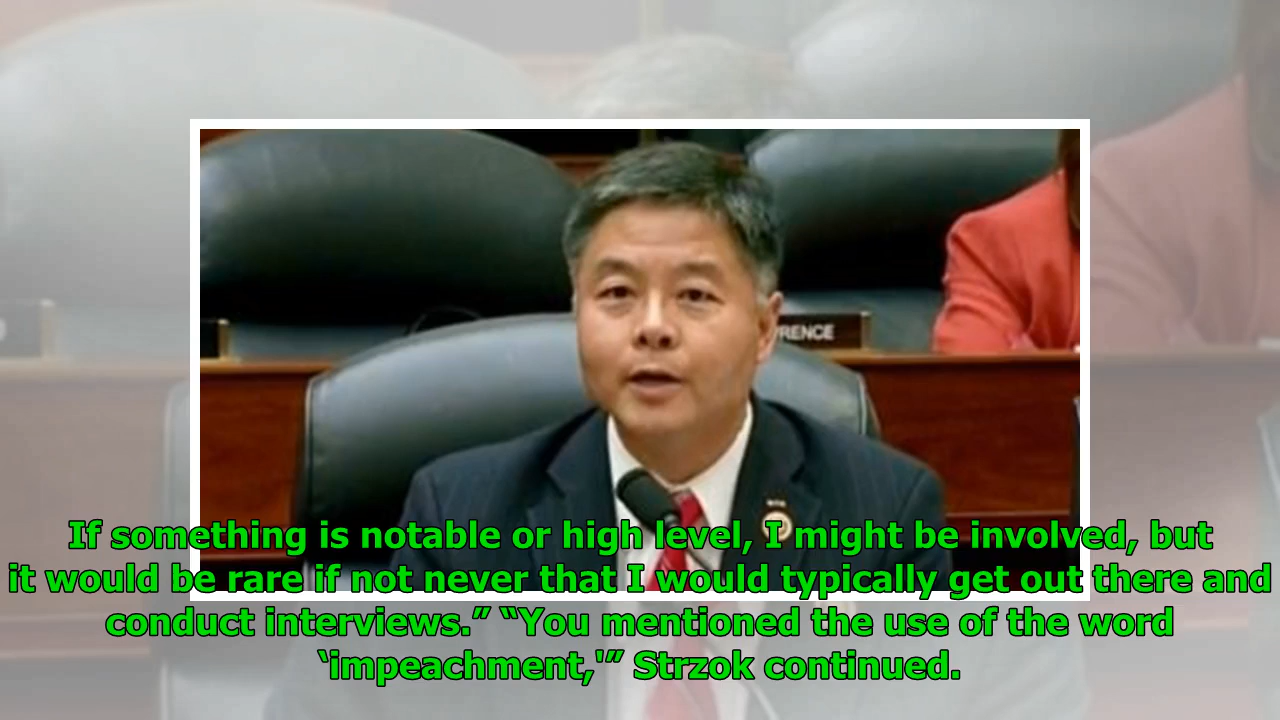 RENCE
If something is notable or high level, I might be involved, but
it would be rare if not never that I would typically get out there and
conduct interviews.” “You mentioned the use of the word
‘impeachment,'” Strzok continued.